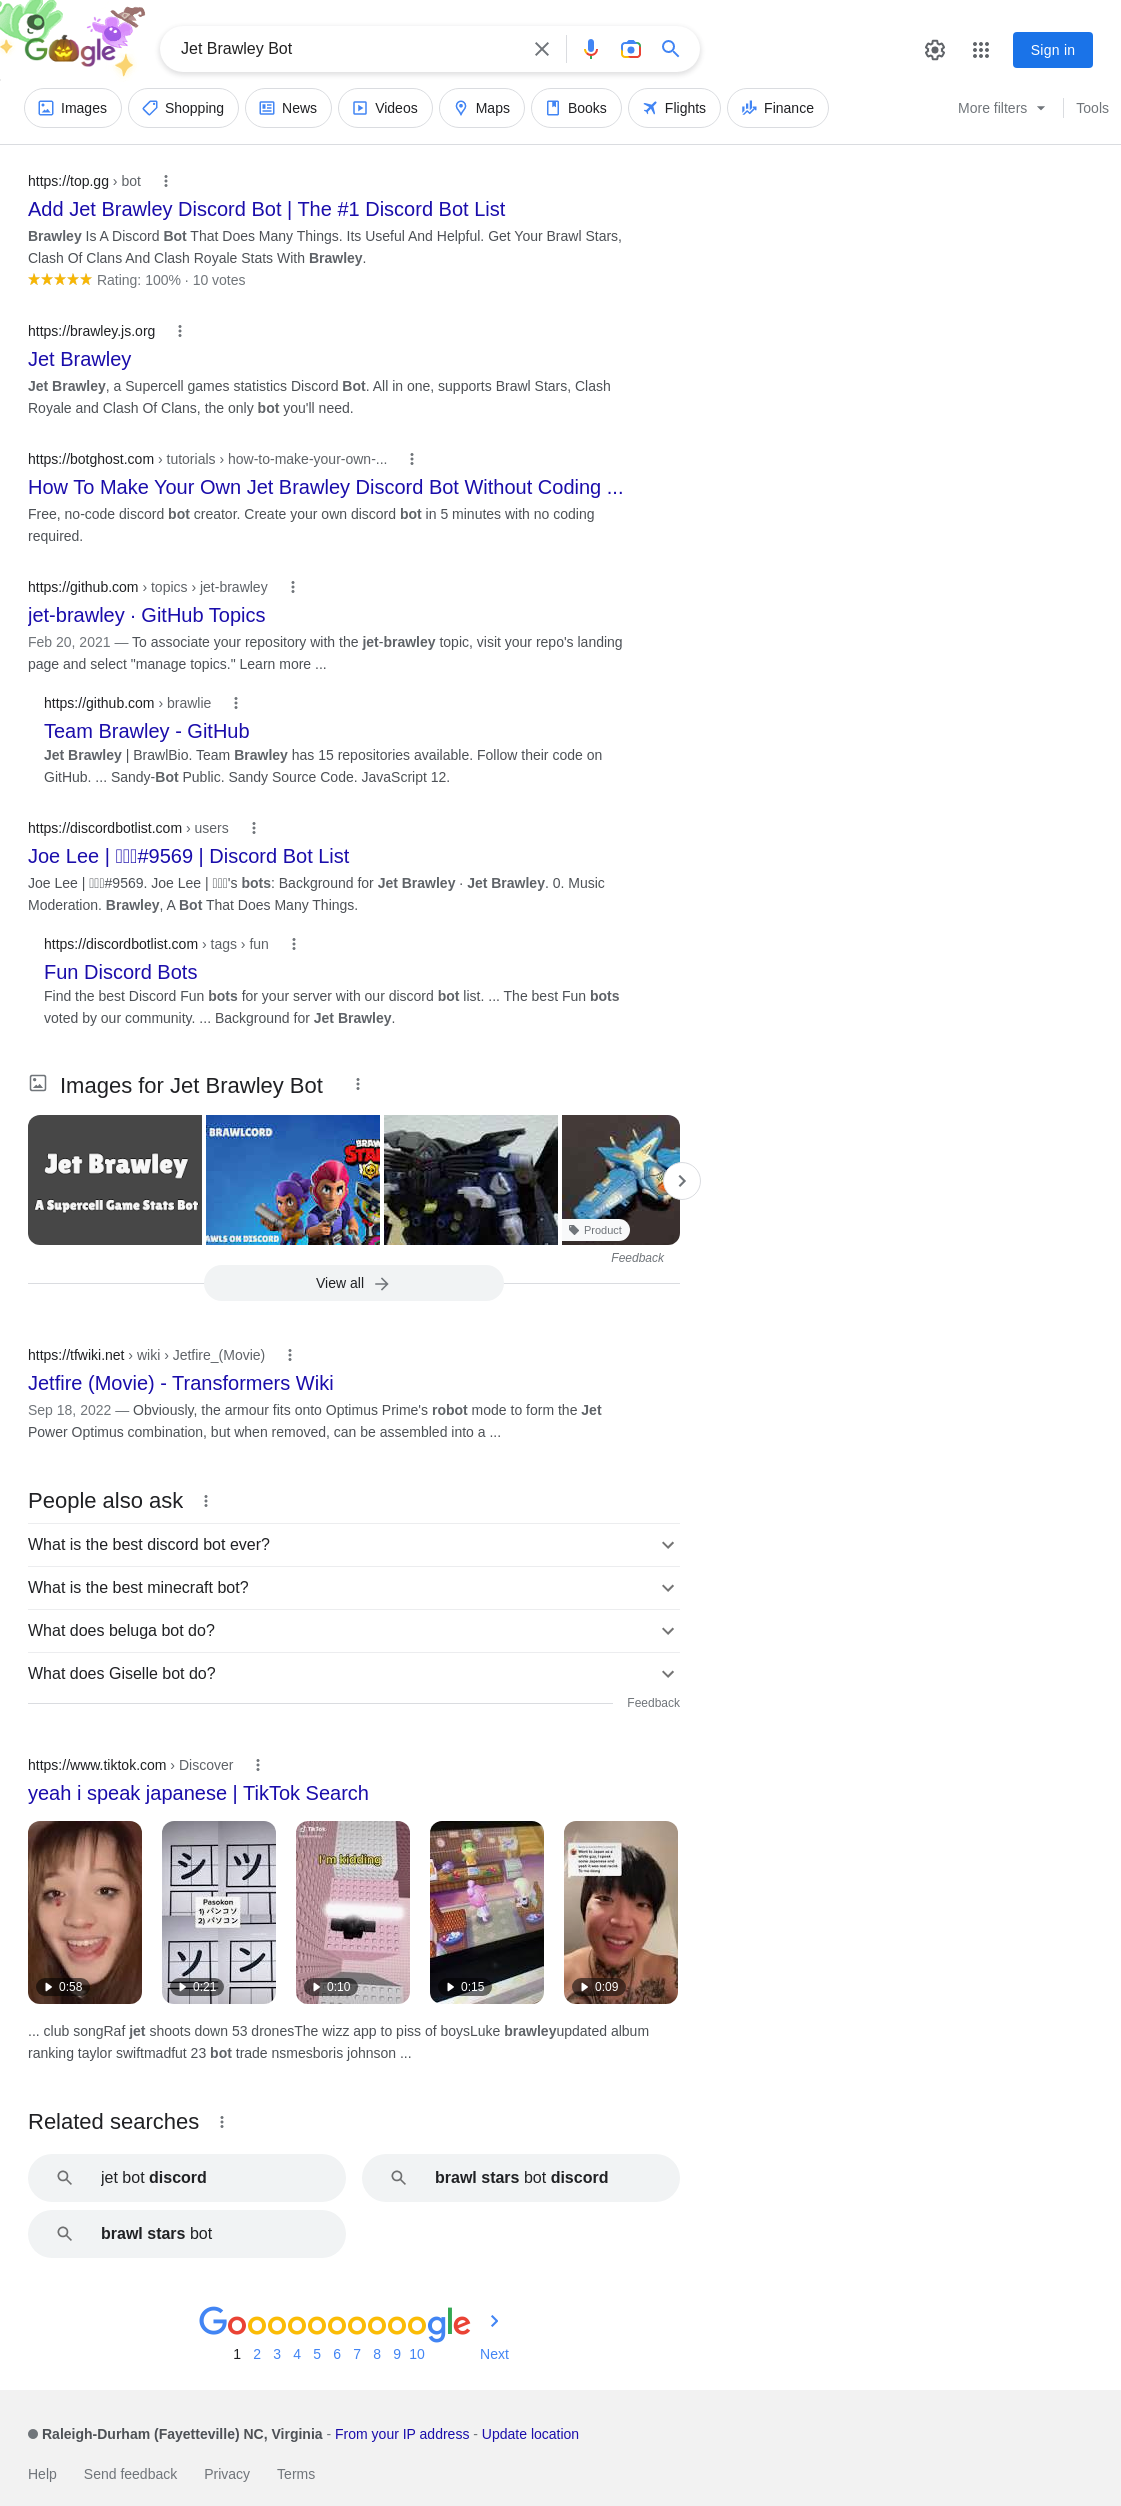 Google
Jet Brawley Bot
Sign in
Images
Shopping
News
Videos
Maps
Books
Flights
Finance
More filters
Tools
https://top.gg › bot
Add Jet Brawley Discord Bot | The #1 Discord Bot List
Brawley Is A Discord Bot That Does Many Things. Its Useful And Helpful. Get Your Brawl Stars,
Clash Of Clans And Clash Royale Stats With Brawley.
Rating: 100% · 10 votes
https://brawley.js.org
Jet Brawley
Jet Brawley, a Supercell games statistics Discord Bot. All in one, supports Brawl Stars, Clash
Royale and Clash Of Clans, the only bot you'll need.
https://botghost.com › tutorials › how-to-make-your-own-...
How To Make Your Own Jet Brawley Discord Bot Without Coding ...
Free, no-code discord bot creator. Create your own discord bot in 5 minutes with no coding
required.
https://github.com › topics › jet-brawley
jet-brawley · GitHub Topics
Feb 20, 2021 — To associate your repository with the jet-brawley topic, visit your repo's landing
page and select "manage topics." Learn more ...
https://github.com › brawlie
Team Brawley - GitHub
Jet Brawley | BrawlBio. Team Brawley has 15 repositories available. Follow their code on
GitHub. ... Sandy-Bot Public. Sandy Source Code. JavaScript 12.
https://discordbotlist.com › users
Joe Lee | #9569 | Discord Bot List
Joe Lee | #9569. Joe Lee | 's bots: Background for Jet Brawley · Jet Brawley. 0. Music
Moderation. Brawley, A Bot That Does Many Things.
https://discordbotlist.com › tags › fun
Fun Discord Bots
Find the best Discord Fun bots for your server with our discord bot list. ... The best Fun bots
voted by our community. ... Background for Jet Brawley.
Images for Jet Brawley Bot
Jet Brawley
A Supercell Game Stats Bot
BRAWLCORD
BRAW
STA
AWLS ON DISCORD
Product
Feedback
View all
https://tfwiki.net › wiki › Jetfire_(Movie)
Jetfire (Movie) - Transformers Wiki
Sep 18, 2022 — Obviously, the armour fits onto Optimus Prime's robot mode to form the Jet
Power Optimus combination, but when removed, can be assembled into a ...
People also ask
What is the best discord bot ever?
What is the best minecraft bot?
What does beluga bot do?
What does Giselle bot do?
Feedback
https://www.tiktok.com › Discover
yeah i speak japanese | TikTok Search
シ ツ
Pasokon
1) パンコソ
2) パソコン
ソ ン
TikTok
I'm kidding
0:58
0:21
0:10
0:15
0:09
... club songRaf jet shoots down 53 dronesThe wizz app to piss of boysLuke brawleyupdated album
ranking taylor swiftmadfut 23 bot trade nsmesboris johnson ...
Related searches
jet bot discord
brawl stars bot discord
brawl stars bot
Goooooooooogle
1 2 3 4 5 6 7 8 9 10 Next
Raleigh-Durham (Fayetteville) NC, Virginia - From your IP address - Update location
Help
Send feedback
Privacy
Terms